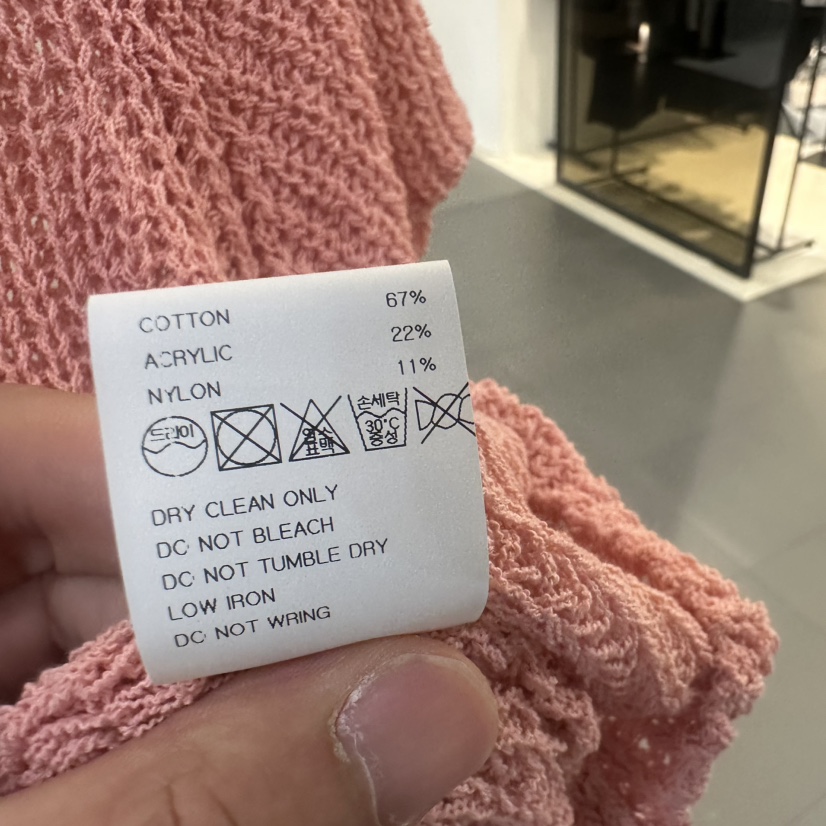 COTTON 67%
ACRYLIC 22%
NYLON 11%
드라이
염소
표백
손세탁
30°C
중성
DRY CLEAN ONLY
DO NOT BLEACH
DO NOT TUMBLE DRY
LOW IRON
DO NOT WRING